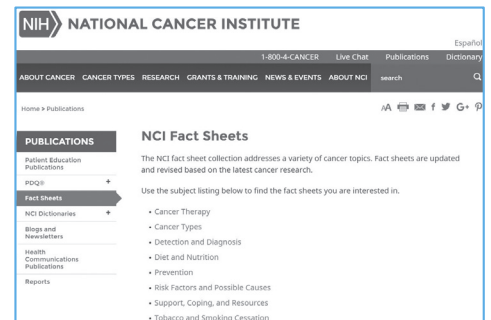 NIH NATIONAL CANCER INSTITUTE
Español
1-800-4-CANCER Live Chat Publications Dictionary
ABOUT CANCER CANCER TYPES RESEARCH GRANTS & TRAINING NEWS & EVENTS ABOUT NCI search
Home > Publications
AA f G+
PUBLICATIONS
Patient Education
Publications
PDQ® +
Fact Sheets
NCI Dictionaries +
Blogs and
Newsletters
Health
Communications
Publications
Reports
NCI Fact Sheets
The NCI fact sheet collection addresses a variety of cancer topics. Fact sheets are updated
and revised based on the latest cancer research.
Use the subject listing below to find the fact sheets you are interested in.
• Cancer Therapy
• Cancer Types
• Detection and Diagnosis
• Diet and Nutrition
• Prevention
• Risk Factors and Possible Causes
• Support, Coping, and Resources
• Tobacco and Smoking Cessation